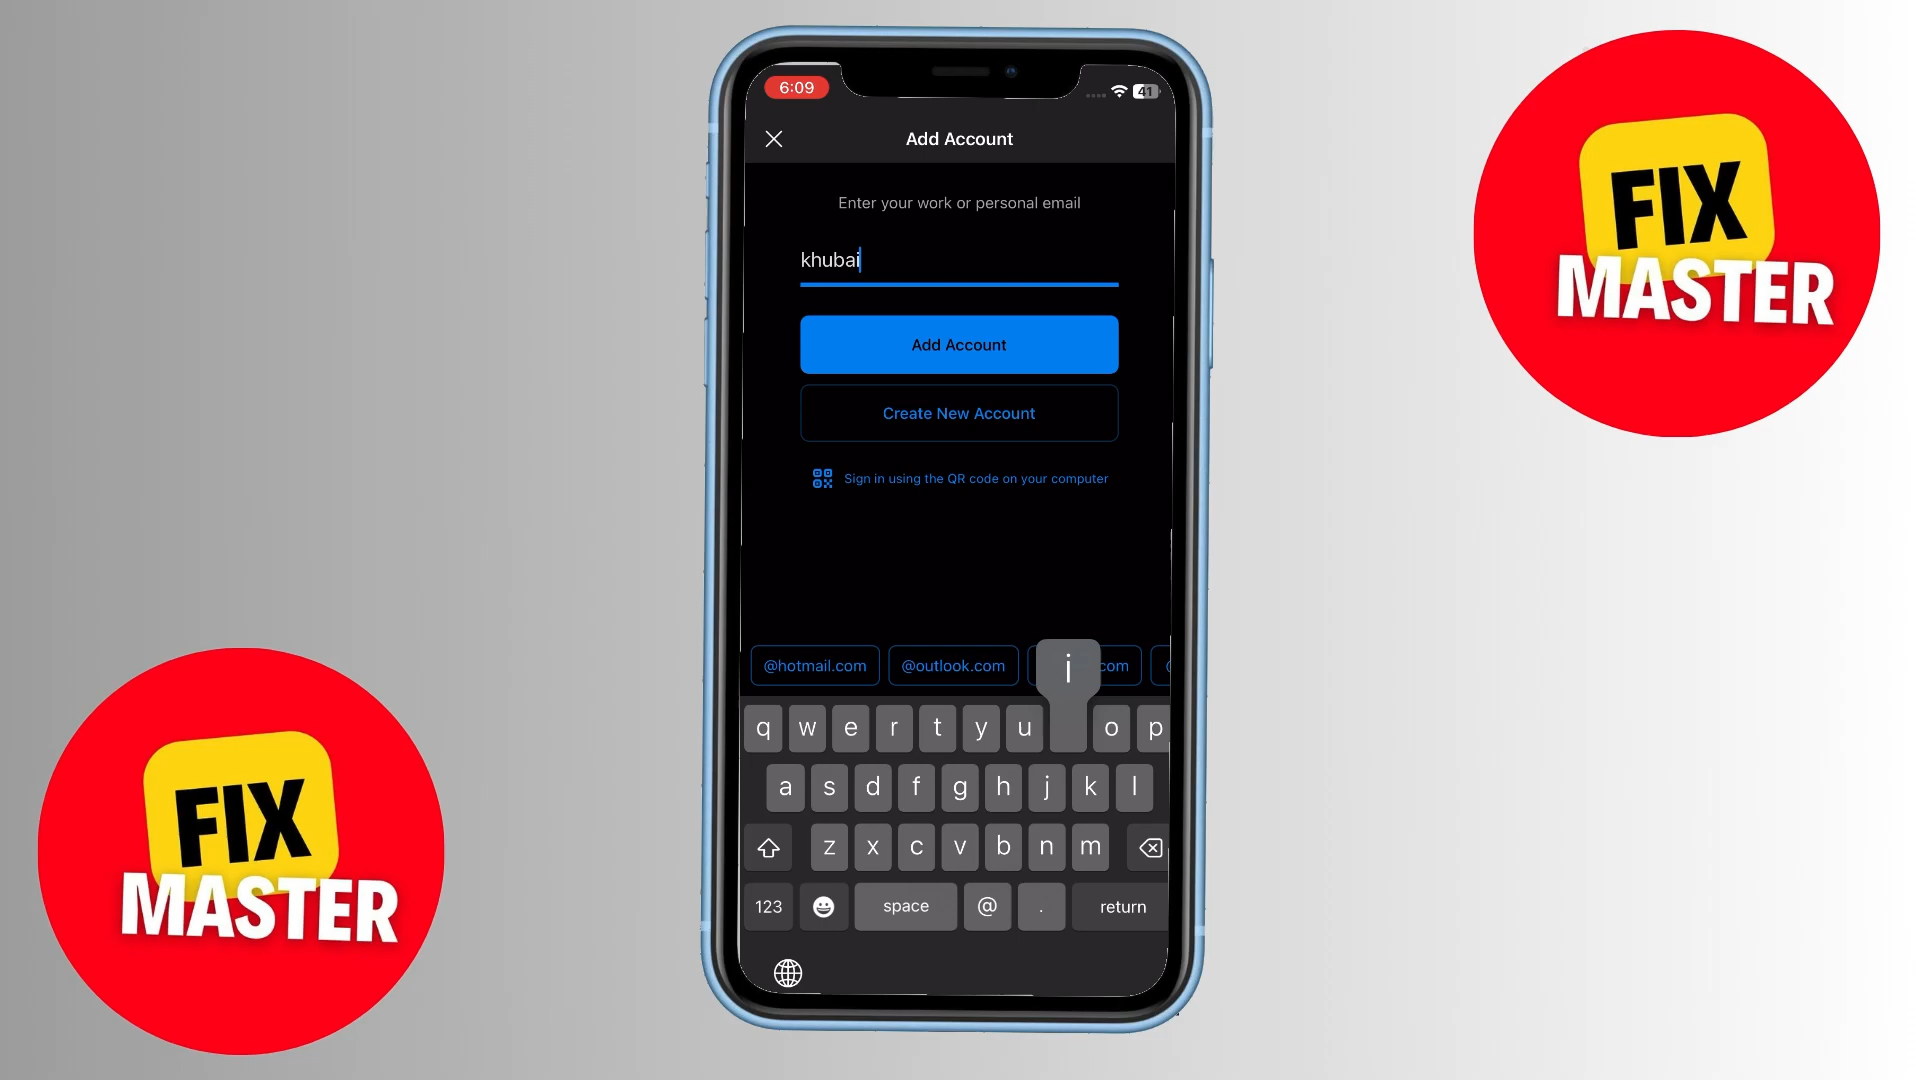 6:09
41
Add Account
Enter your work or personal email
khubai
Add Account
Create New Account
Sign in using the QR code on your computer
@hotmail.com @outlook.com com
i
q w e r t y u o p
a s d f g h j k l
z x c v b n m
123 space @ . return
FIX
MASTER
FIX
MASTER